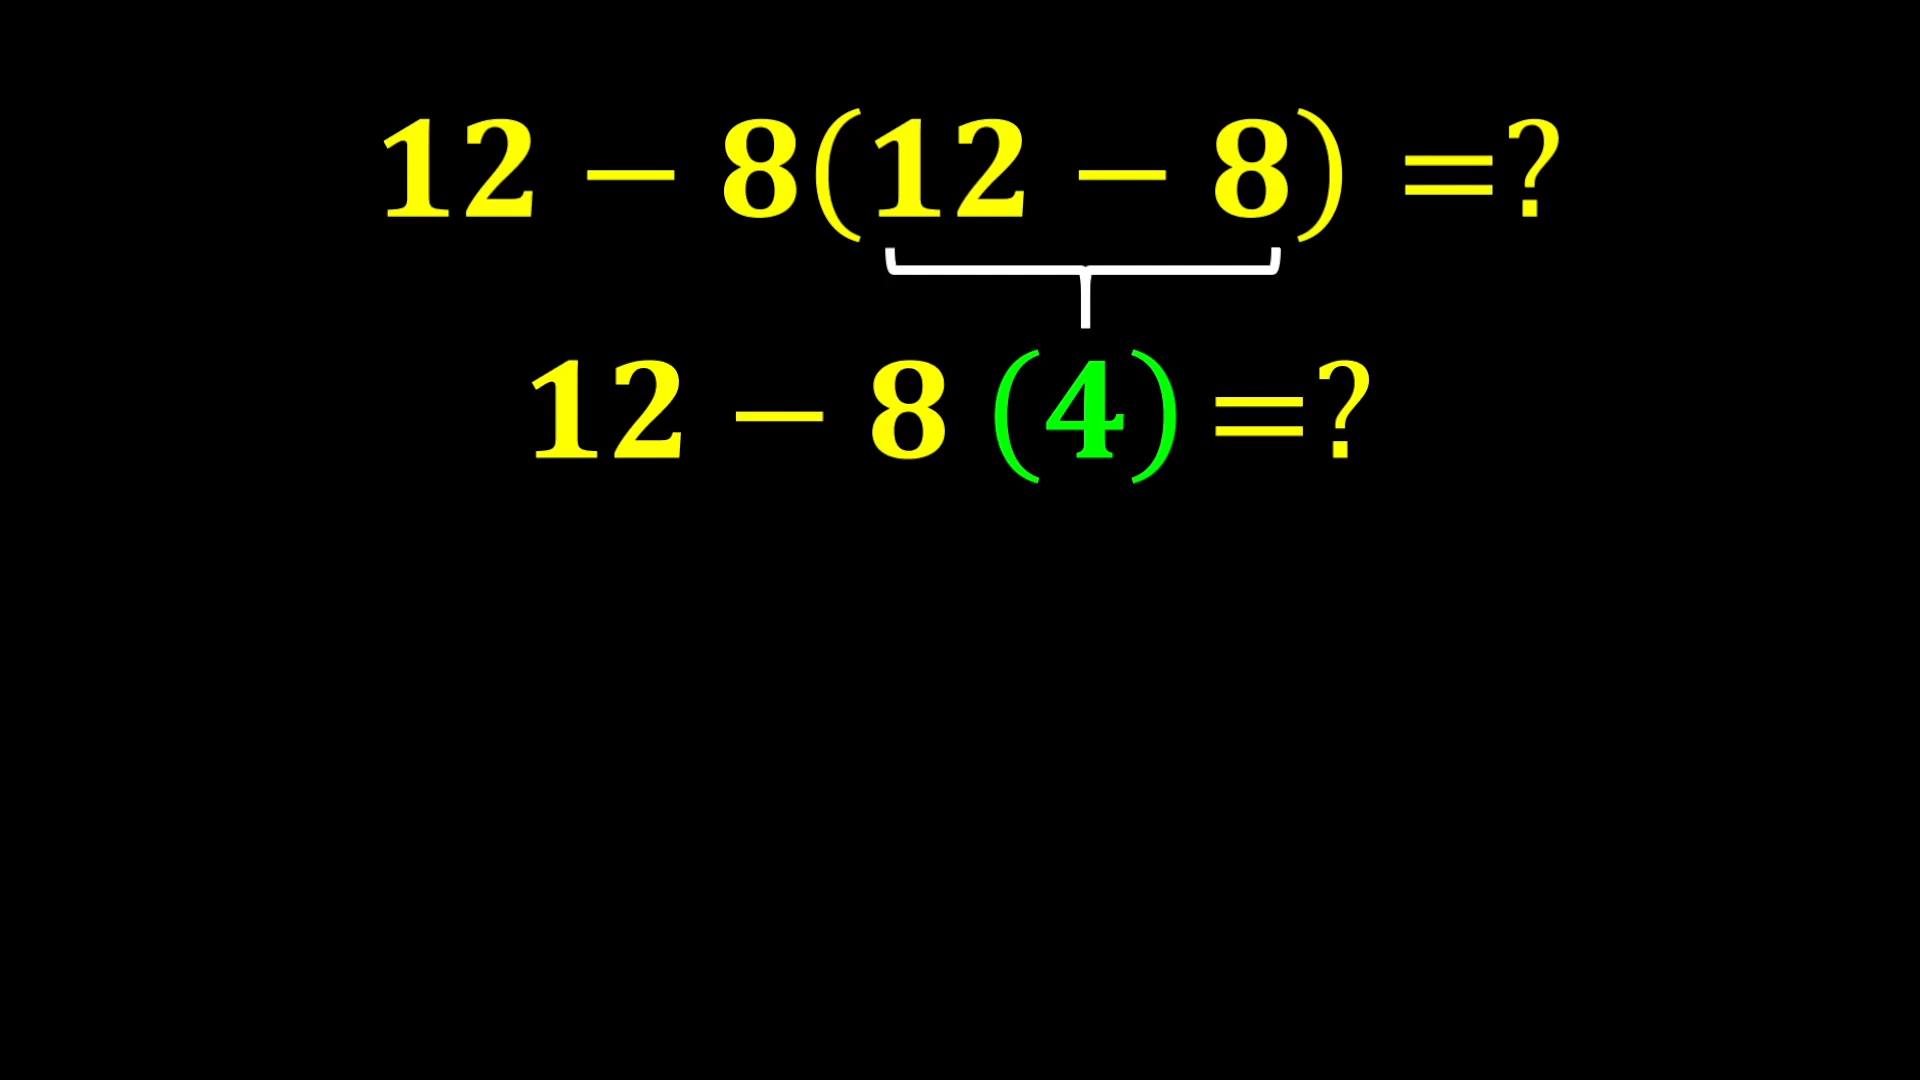 12 − 8(12 − 8) =?
12 − 8 (4) =?